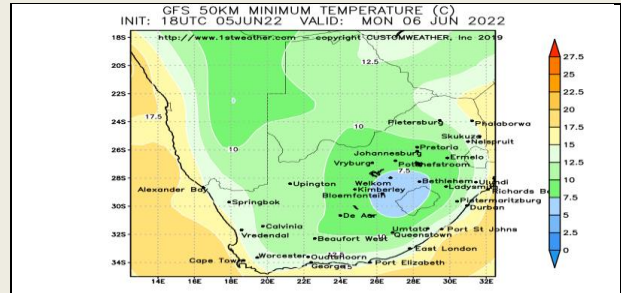 GFS 50KM MINIMUM TEMPERATURE (C)
INIT: 18UTC 05JUN22 VALID: MON 06 JUN 2022
http://www.1stweather.com copyright CUSTOMWEATHER, Inc 2019
18S
20S
22S
24S
26S
28S
30S
32S
34S
14E
16E
18E
20E
22E
24E
26E
28E
30E
32E
12.5
17.5
10
10
7.5
10
15
Pietersburg
Phalaborwa
Skukuza
Nelspruit
Pretoria
Johannesburg
Ermelo
Vryburg
Potchefstroom
Welkom
Bethlehem
Ulundi
Kimberley
Ladysmith
Richards B
Bloemfontein
Pietermaritzburg
Durban
Alexander Bay
Upington
Springbok
De Aar
Calvinia
Vredendal
Umtata
Port St Johns
Beaufort West
Queenstown
East London
Worcester
Oudtshoorn
Cape Town
George
Port Elizabeth
27.5
25
22.5
20
17.5
15
12.5
10
7.5
5
2.5
0